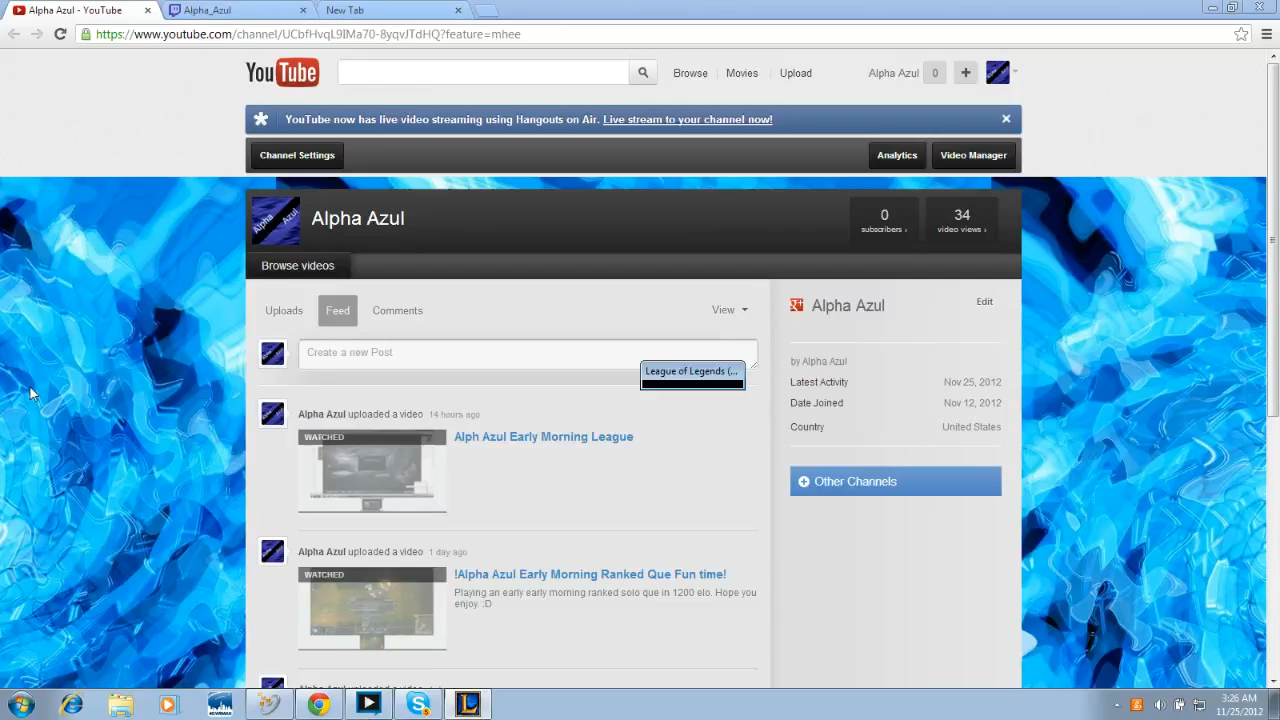 Alpha Azul - YouTube
Alpha_Azul
New Tab
https://www.youtube.com/channel/UCbfHvqL9IMa70-8yqvJTdHQ?feature=mhee
YouTube
Browse
Movies
Upload
Alpha Azul
0
YouTube now has live video streaming using Hangouts on Air. Live stream to your channel now!
Channel Settings
Analytics
Video Manager
Alpha Azul
Alpha Azul
0
subscribers ›
34
video views ›
Browse videos
Uploads
Feed
Comments
View
Alpha Azul
Edit
Create a new Post
League of Legends (...
by Alpha Azul
Latest Activity
Nov 25, 2012
Date Joined
Nov 12, 2012
Country
United States
Alpha Azul uploaded a video 14 hours ago
WATCHED
Alph Azul Early Morning League
Other Channels
Alpha Azul uploaded a video 1 day ago
WATCHED
!Alpha Azul Early Morning Ranked Que Fun time!
Playing an early early morning ranked solo que in 1200 elo. Hope you
enjoy. :D
3:26 AM
11/25/2012